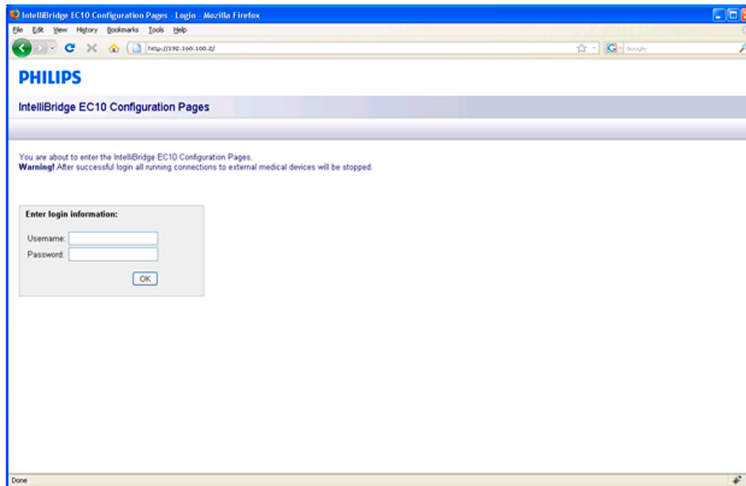 IntelliBridge EC10 Configuration Pages - Login - Mozilla Firefox
File Edit View History Bookmarks Tools Help
http://192.168.100.2/
Google
PHILIPS
IntelliBridge EC10 Configuration Pages
You are about to enter the IntelliBridge EC10 Configuration Pages.
Warning! After successful login all running connections to external medical devices will be stopped.
Enter login information:
Username:
Password:
OK
Done